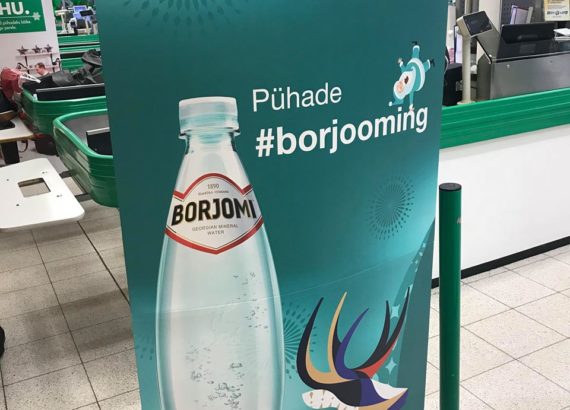 HU.
Pühade
#borjooming
1890
BORJOMI
GEORGIAN MINERAL
WATER